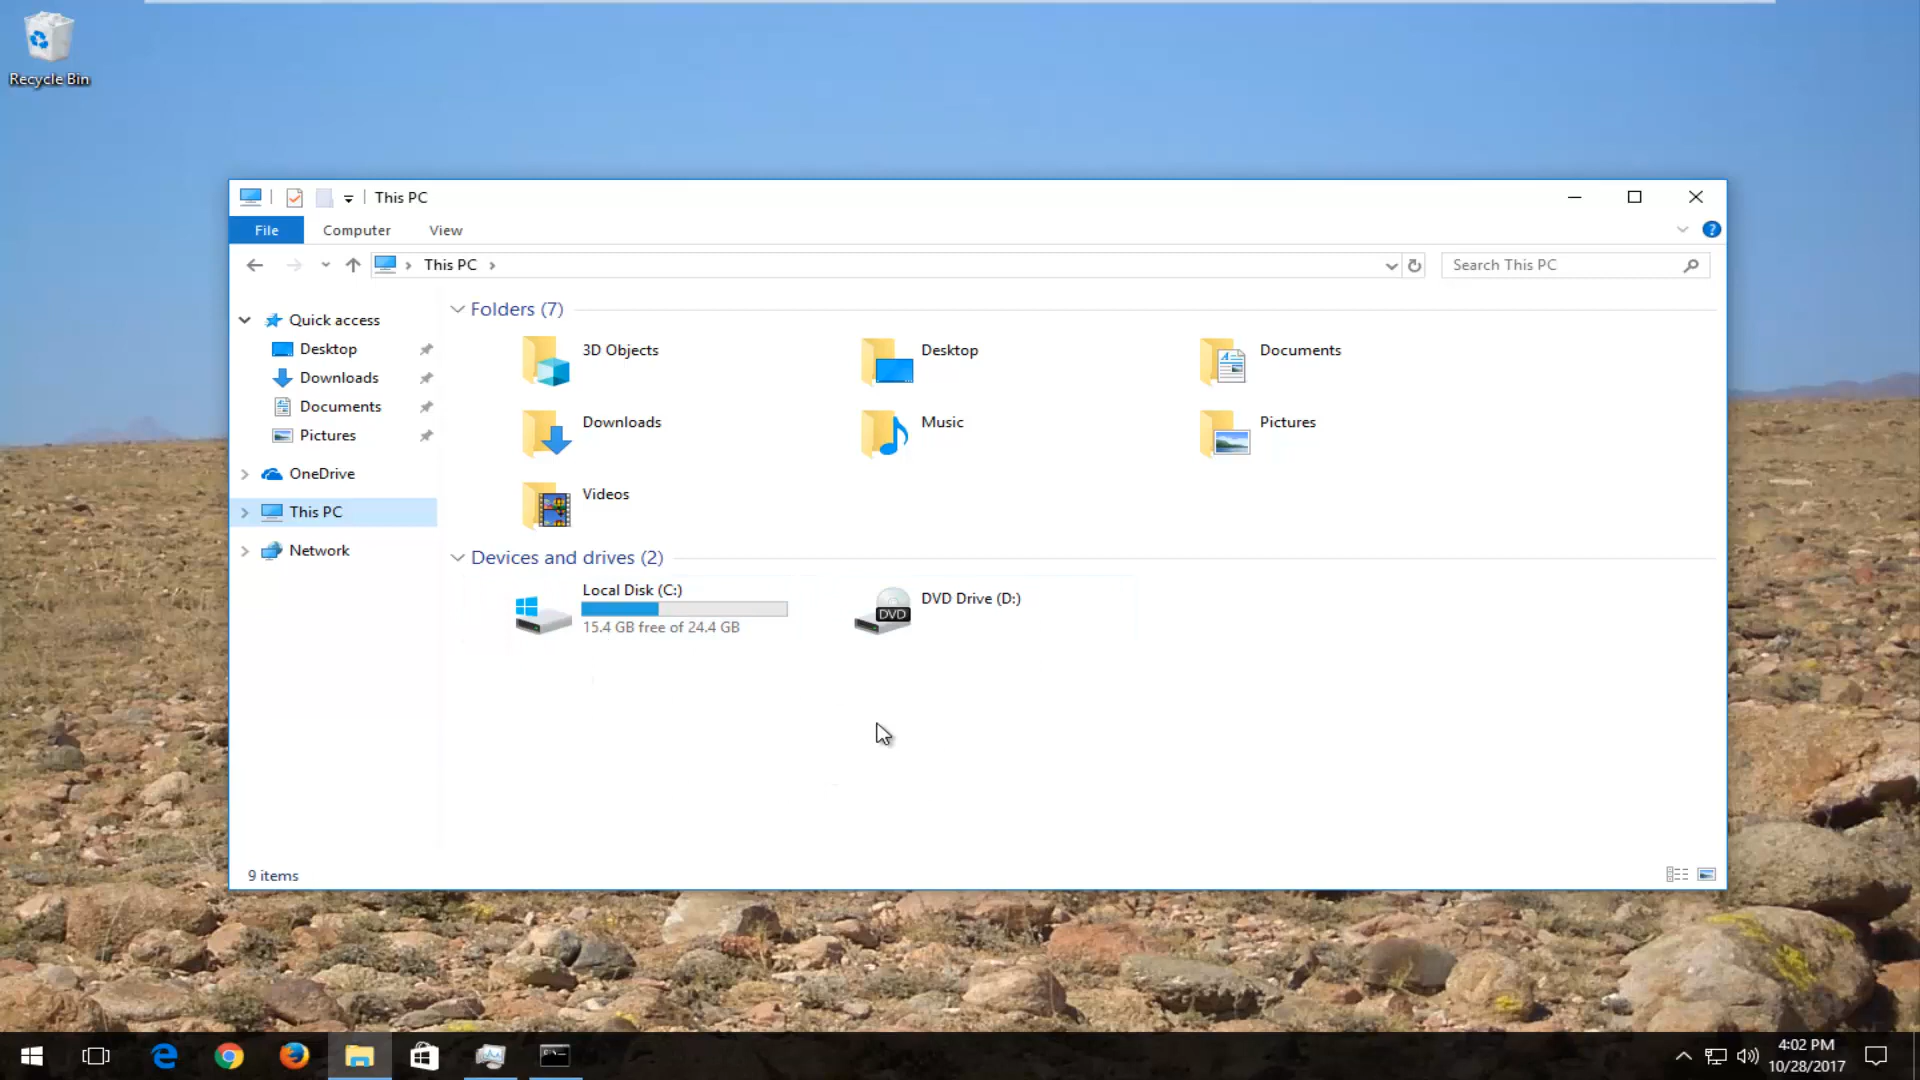 Recycle Bin
This PC
File
Computer
View
This PC
Search This PC
Quick access
Desktop
Downloads
Documents
Pictures
OneDrive
This PC
Network
Folders (7)
3D Objects
Desktop
Documents
Downloads
Music
Pictures
Videos
Devices and drives (2)
Local Disk (C:)
15.4 GB free of 24.4 GB
DVD
DVD Drive (D:)
9 items
4:02 PM
10/28/2017